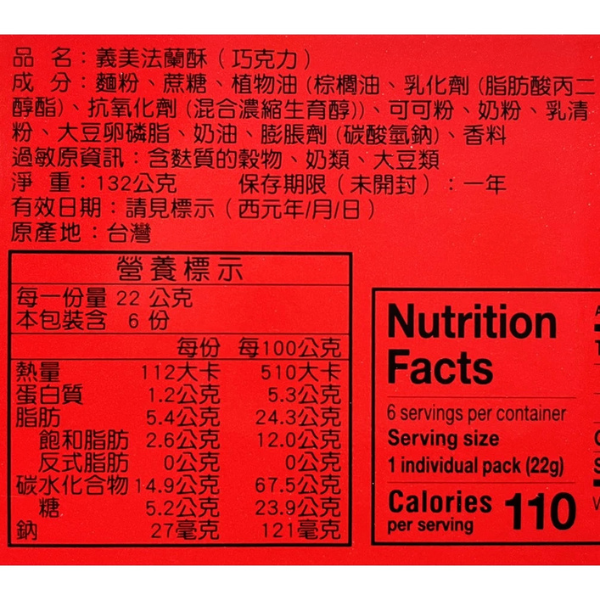 品 名：義美法蘭酥（巧克力）
成 分：麵粉、蔗糖、植物油(棕櫚油、乳化劑(脂肪酸丙二
醇酯)、抗氧化劑(混合濃縮生育醇))、可可粉、奶粉、乳清
粉、大豆卵磷脂、奶油、膨脹劑(碳酸氫鈉)、香料
過敏原資訊：含麩質的穀物、奶類、大豆類
淨 重：132公克 保存期限（未開封）：一年
有效日期：請見標示（西元年/月/日）
原產地：台灣
營養標示
每一份量 22 公克
本包裝含 6 份
每份 每100公克
熱量 112大卡 510大卡
蛋白質 1.2公克 5.3公克
脂肪 5.4公克 24.3公克
飽和脂肪 2.6公克 12.0公克
反式脂肪 0公克 0公克
碳水化合物 14.9公克 67.5公克
糖 5.2公克 23.9公克
鈉 27毫克 121毫克
Nutrition
Facts
6 servings per container
Serving size
1 individual pack (22g)
Calories 110
per serving